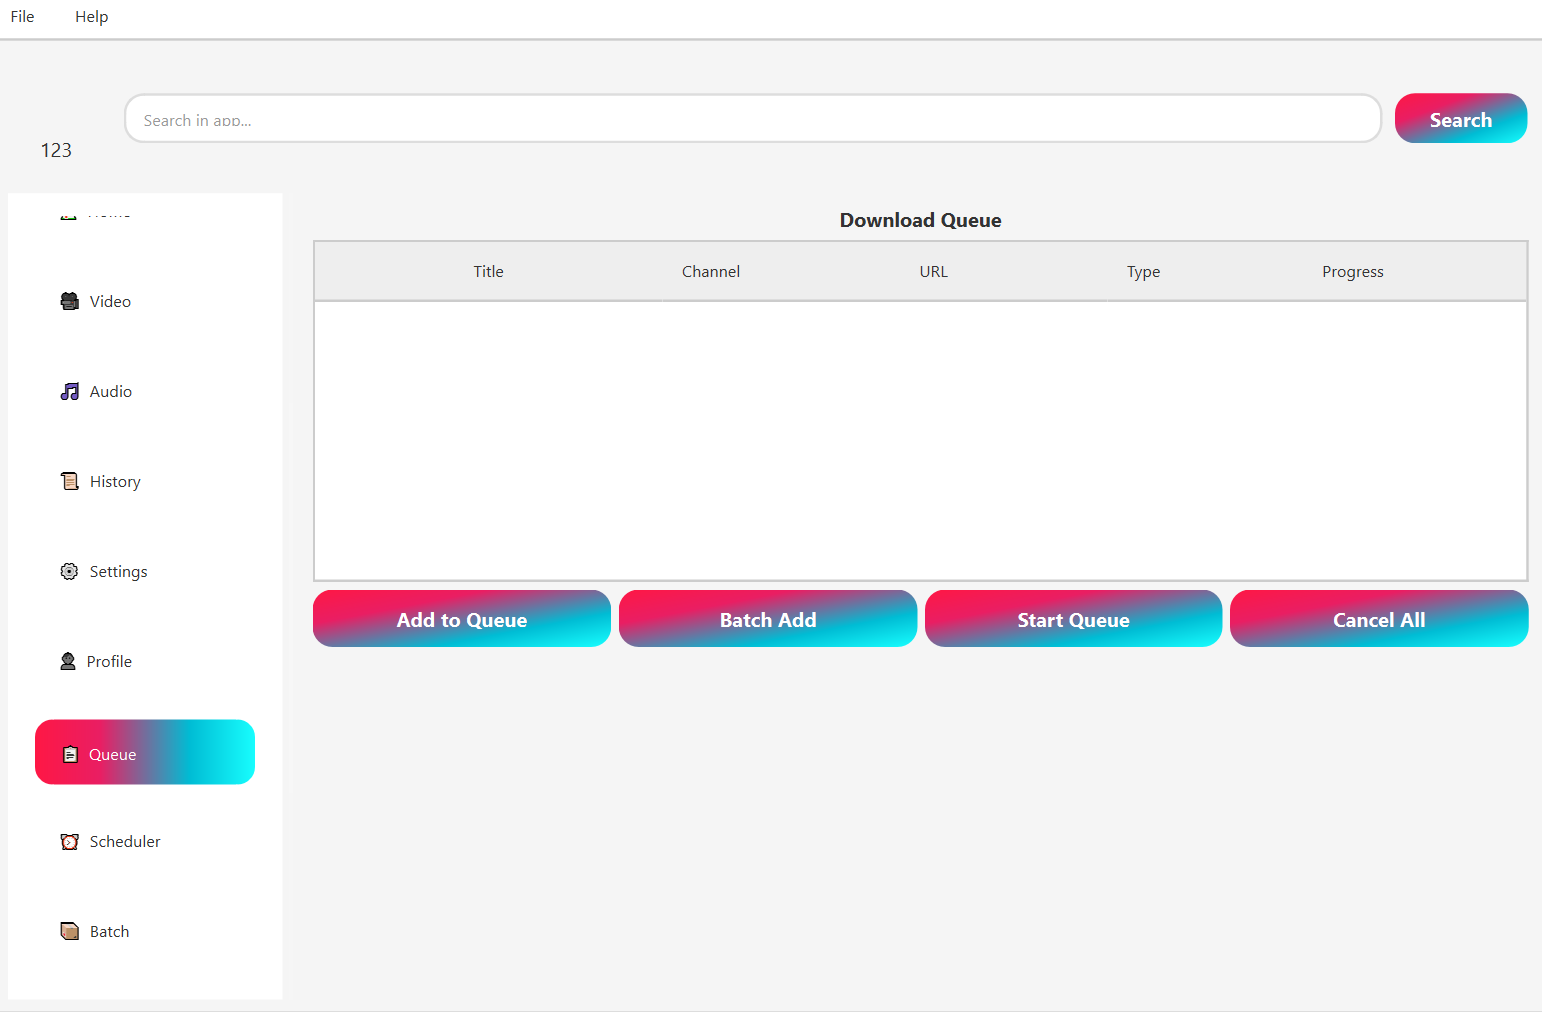 File Help
Search in app...
Search
123
Download Queue
Title Channel URL Type Progress
Video
Audio
History
Settings
Profile
Queue
Scheduler
Batch
Add to Queue Batch Add Start Queue Cancel All